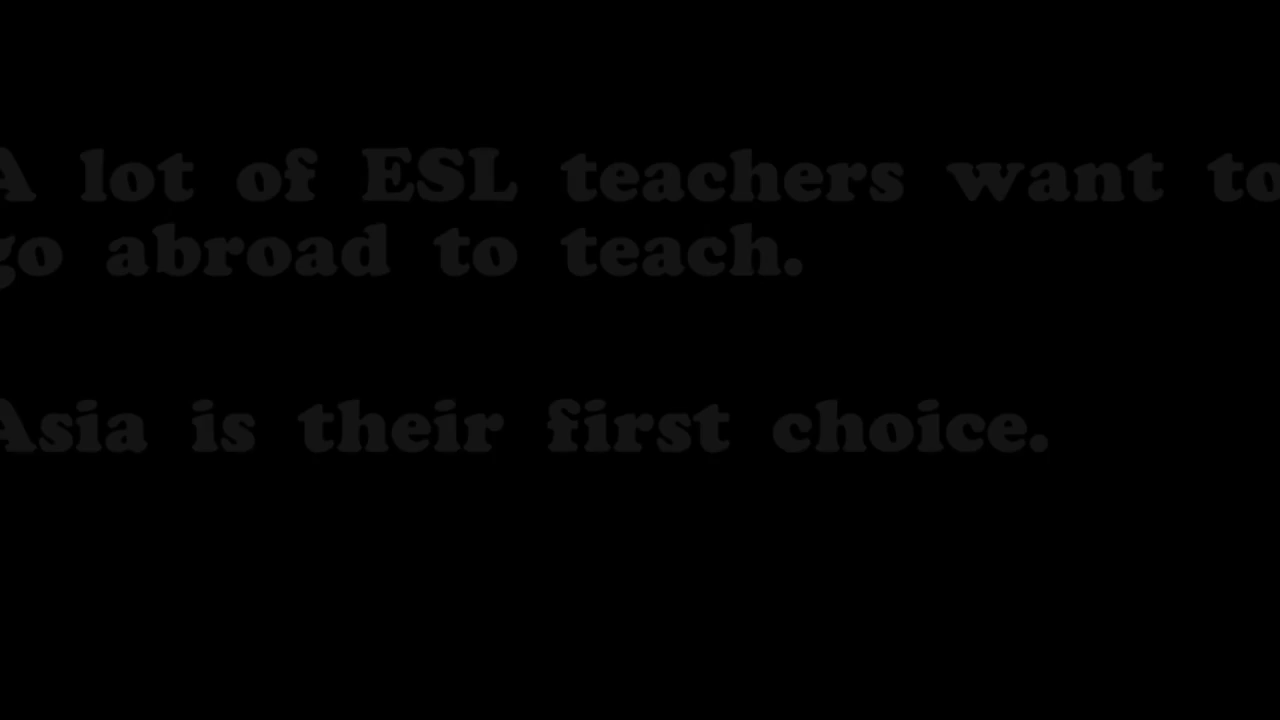 A lot of ESL teachers want to
go abroad to teach.
Asia is their first choice.